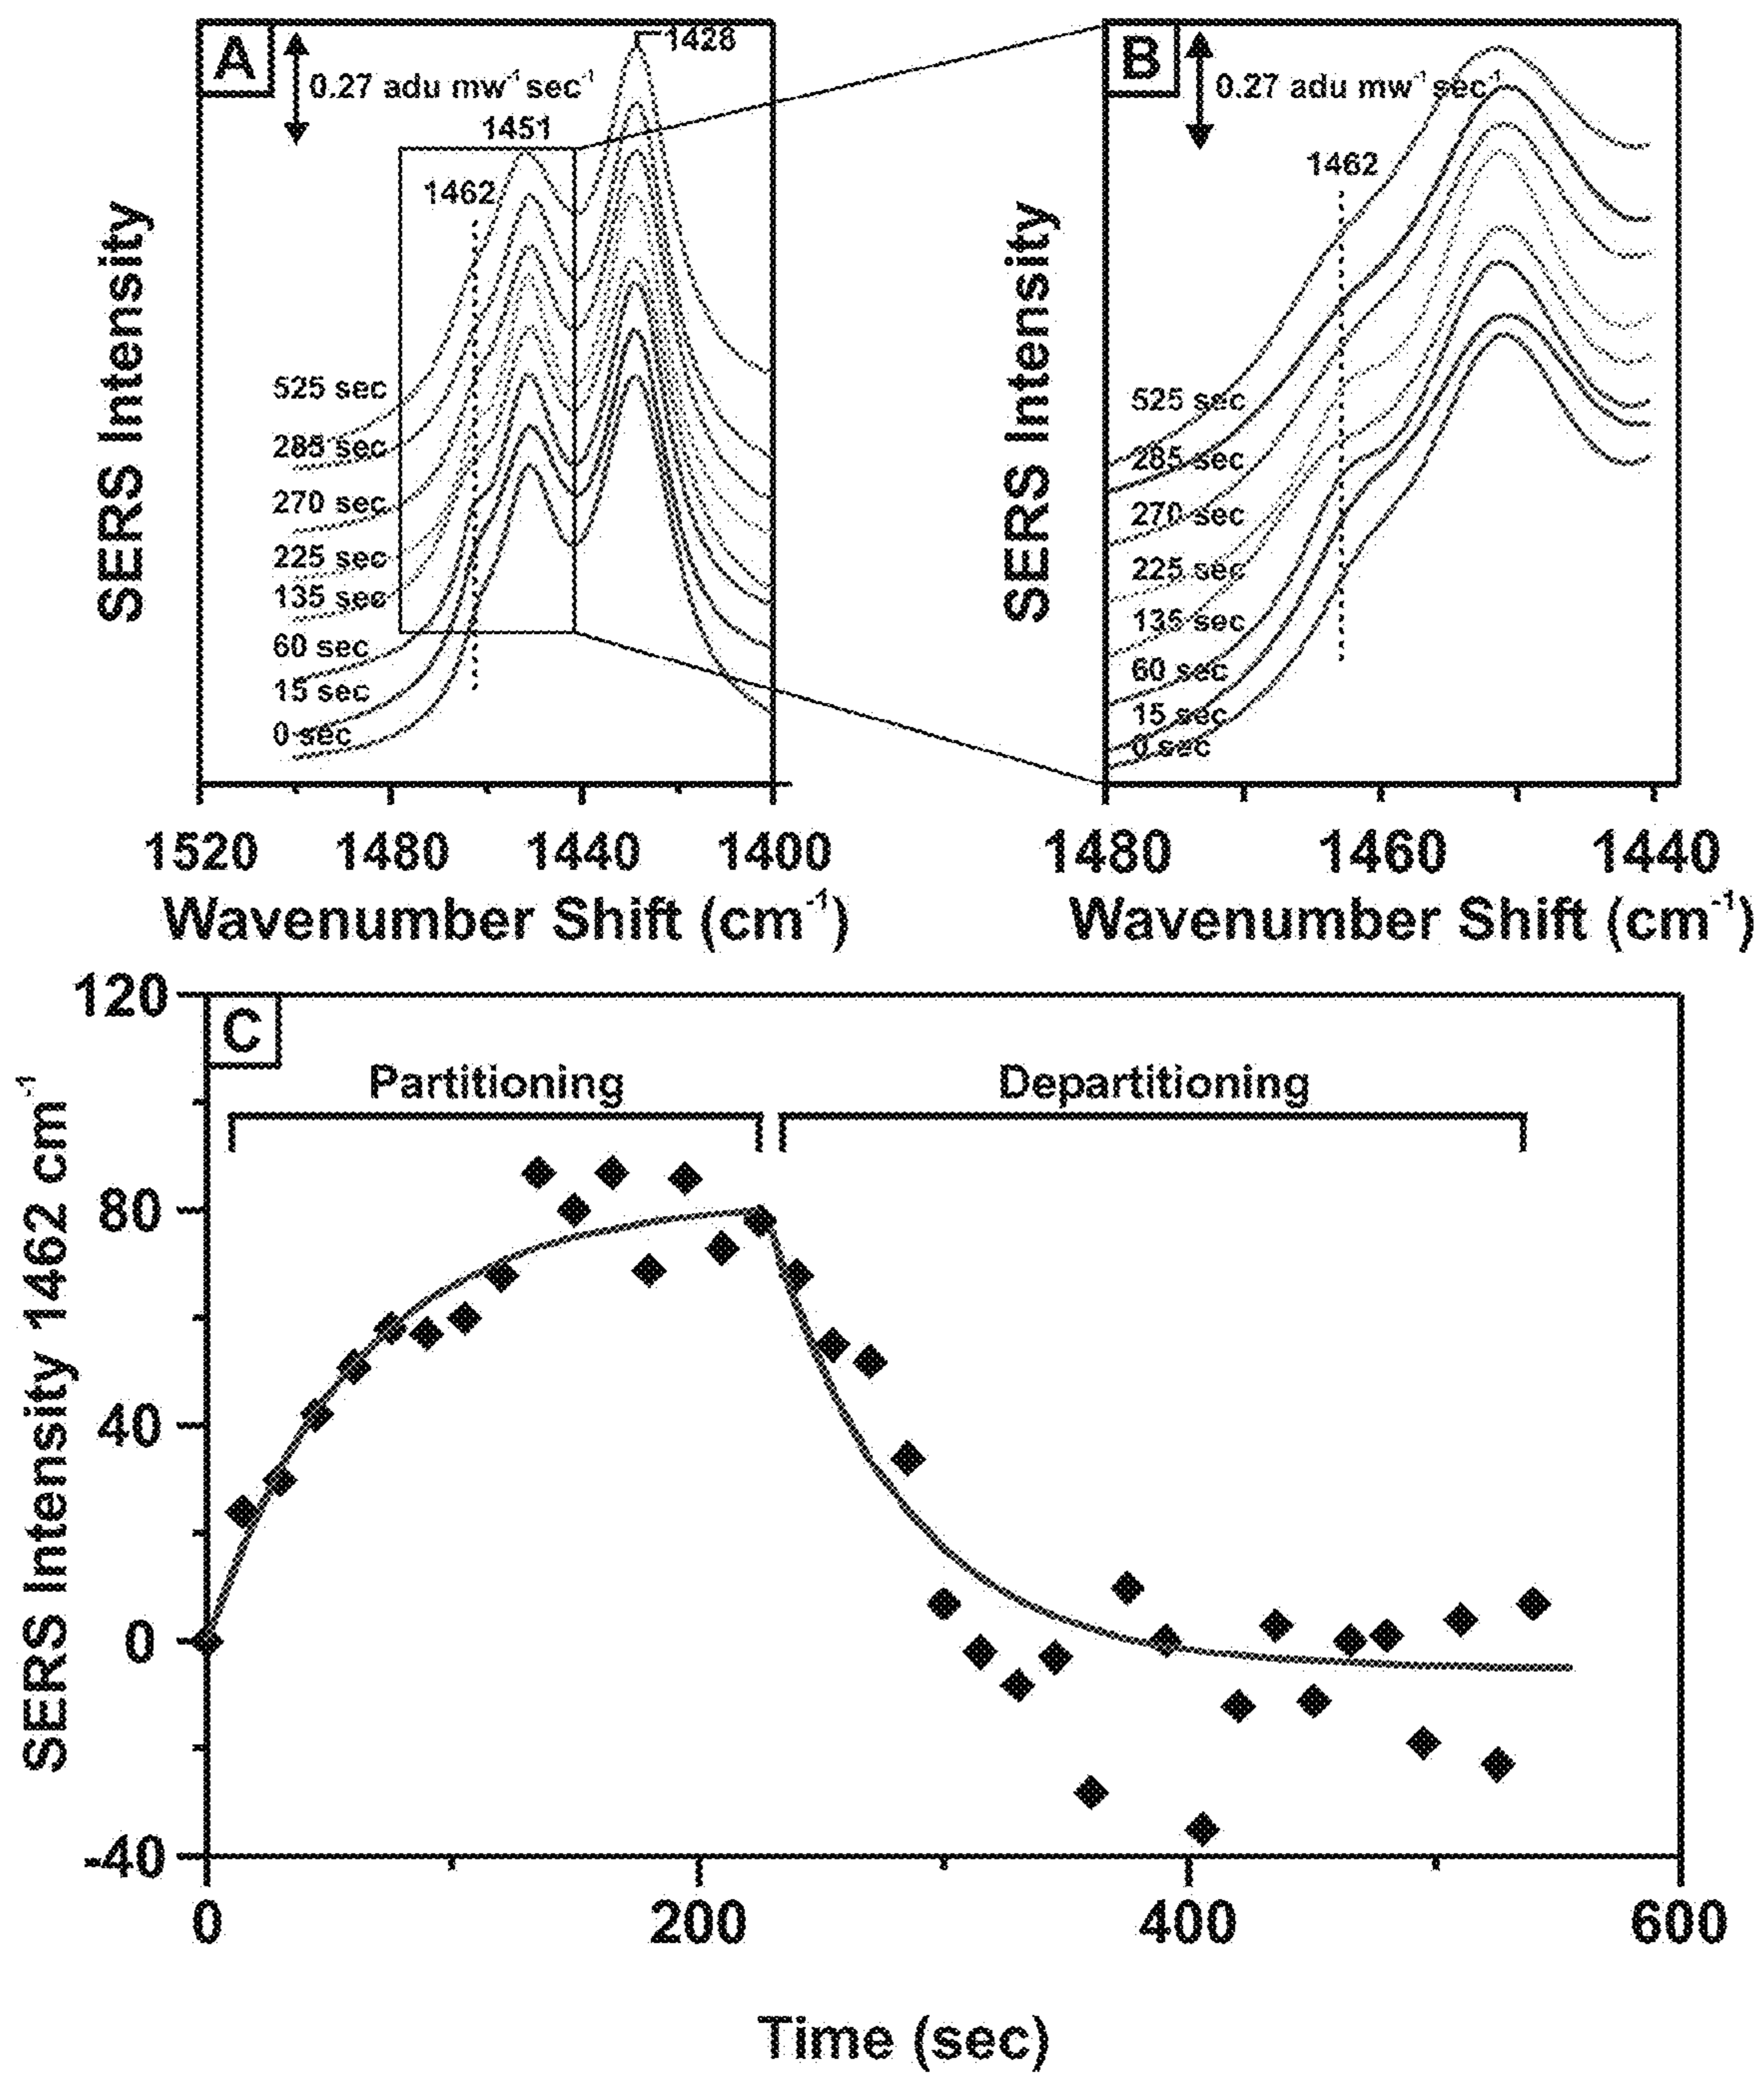 A
0.27 adu mw-1 sec-1
1428
1451
1462
SERS Intensity
525 sec
285 sec
270 sec
225 sec
135 sec
60 sec
15 sec
0 sec
1520 1480 1440 1400
Wavenumber Shift (cm-1)
B
0.27 adu mw-1 sec-1
1462
SERS Intensity
525 sec
285 sec
270 sec
225 sec
135 sec
60 sec
15 sec
0 sec
1480 1460 1440
Wavenumber Shift (cm-1)
C
Partitioning
Departitioning
SERS Intensity 1462 cm-1
120
80
40
0
-40
0 200 400 600
Time (sec)